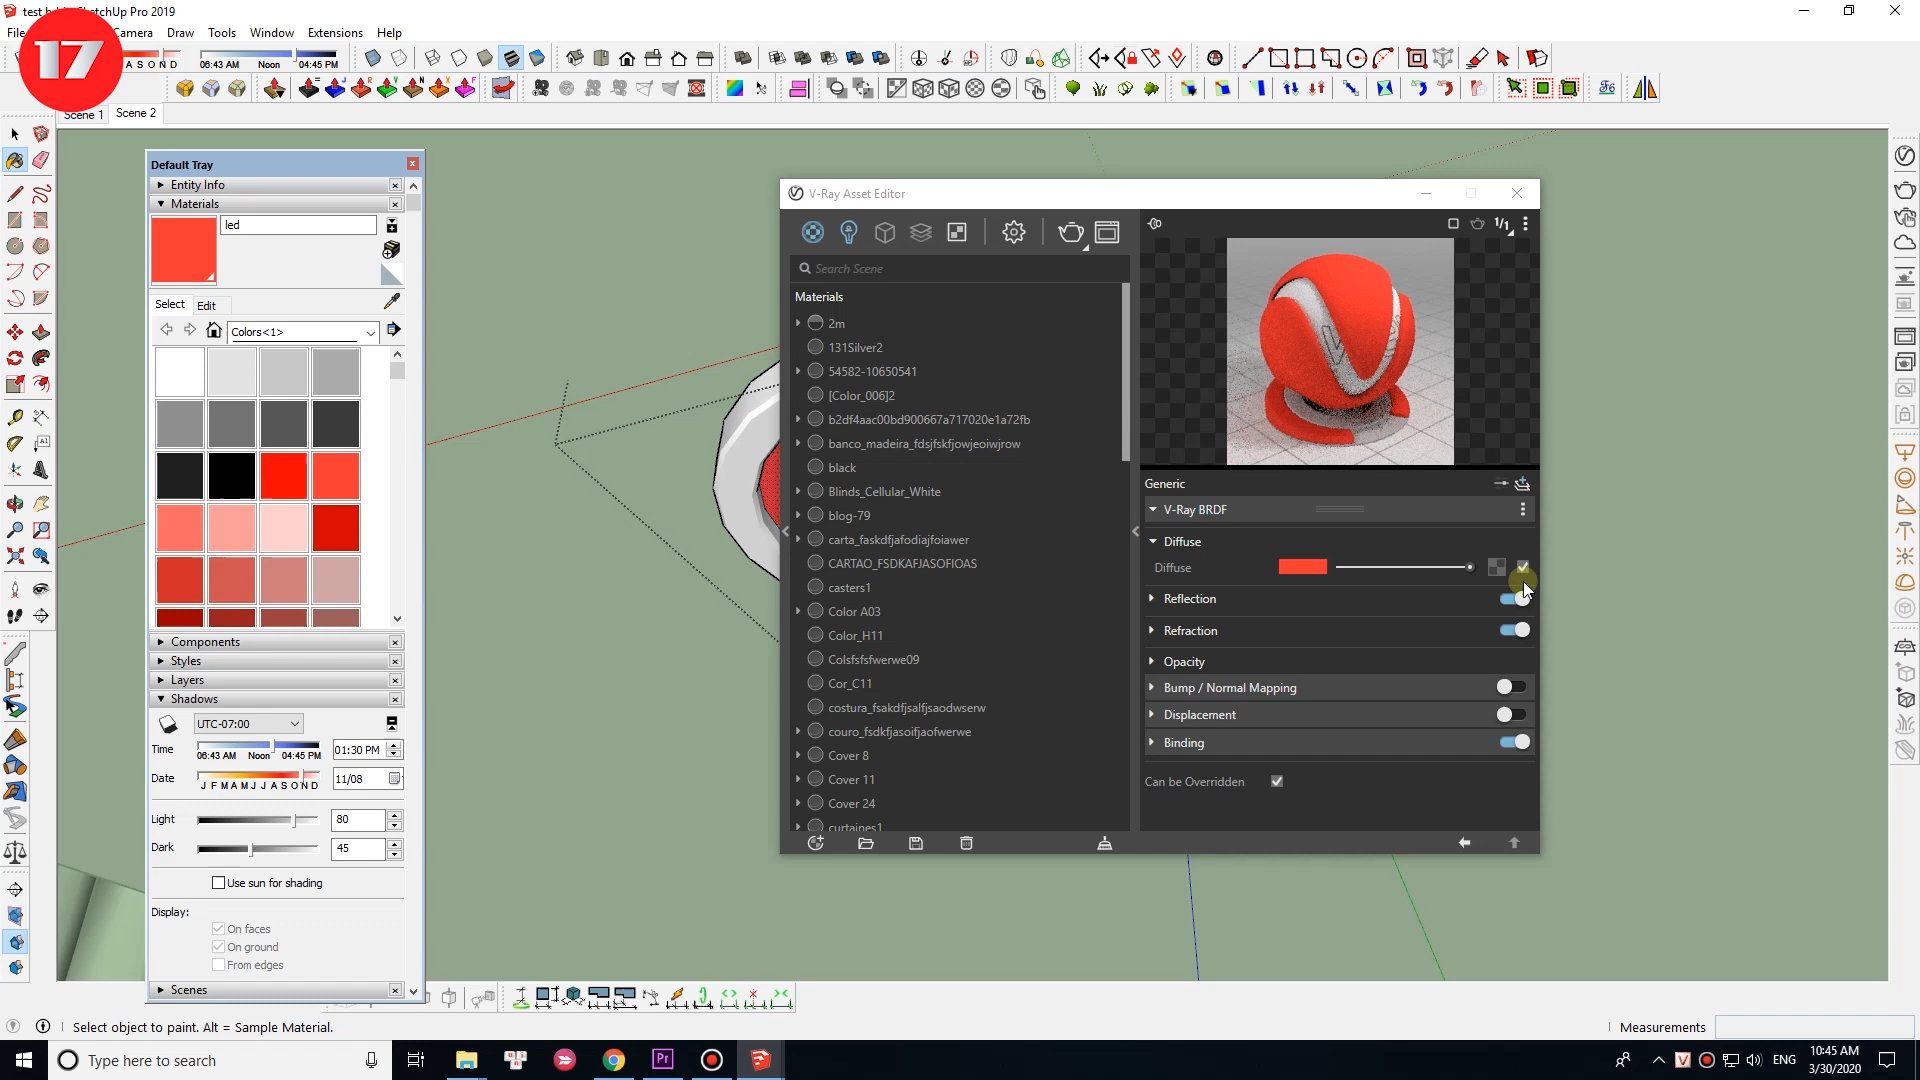 test b
SketchUp Pro 2019
17
File
Camera Draw Tools Window Extensions Help
A S O N D
06:43 AM Noon 04:45 PM
Scene 1 Scene 2
Default Tray
Entity Info
Materials
led
Select Edit
Colors<1>
Components
Styles
Layers
Shadows
UTC-07:00
Time 06:43 AM Noon 04:45 PM 01:30 PM
Date J F M A M J J A S O N D 11/08
Light 80
Dark 45
Use sun for shading
Display:
On faces
On ground
From edges
Scenes
V-Ray Asset Editor
Search Scene
Materials
2m
131Silver2
54582-10650541
[Color_006]2
b2df4aac00bd900667a717020e1a72fb
banco_madeira_fdsjfskfjowjeoiwjrow
black
Blinds_Cellular_White
blog-79
carta_faskdfjafodiajfoiawer
CARTAO_FSDKAFJASOFIOAS
casters1
Color A03
Color_H11
Colsfsfsfwerwe09
Cor_C11
costura_fsakdfjsalfjsaodwserw
couro_fsdkfjasoifjaofwerwe
Cover 8
Cover 11
Cover 24
curtaines1
1/1
Generic
V-Ray BRDF
Diffuse
Diffuse
Reflection
Refraction
Opacity
Bump / Normal Mapping
Displacement
Binding
Can be Overridden
Select object to paint. Alt = Sample Material.
Measurements
Type here to search
Pr
ENG
10:45 AM
3/30/2020